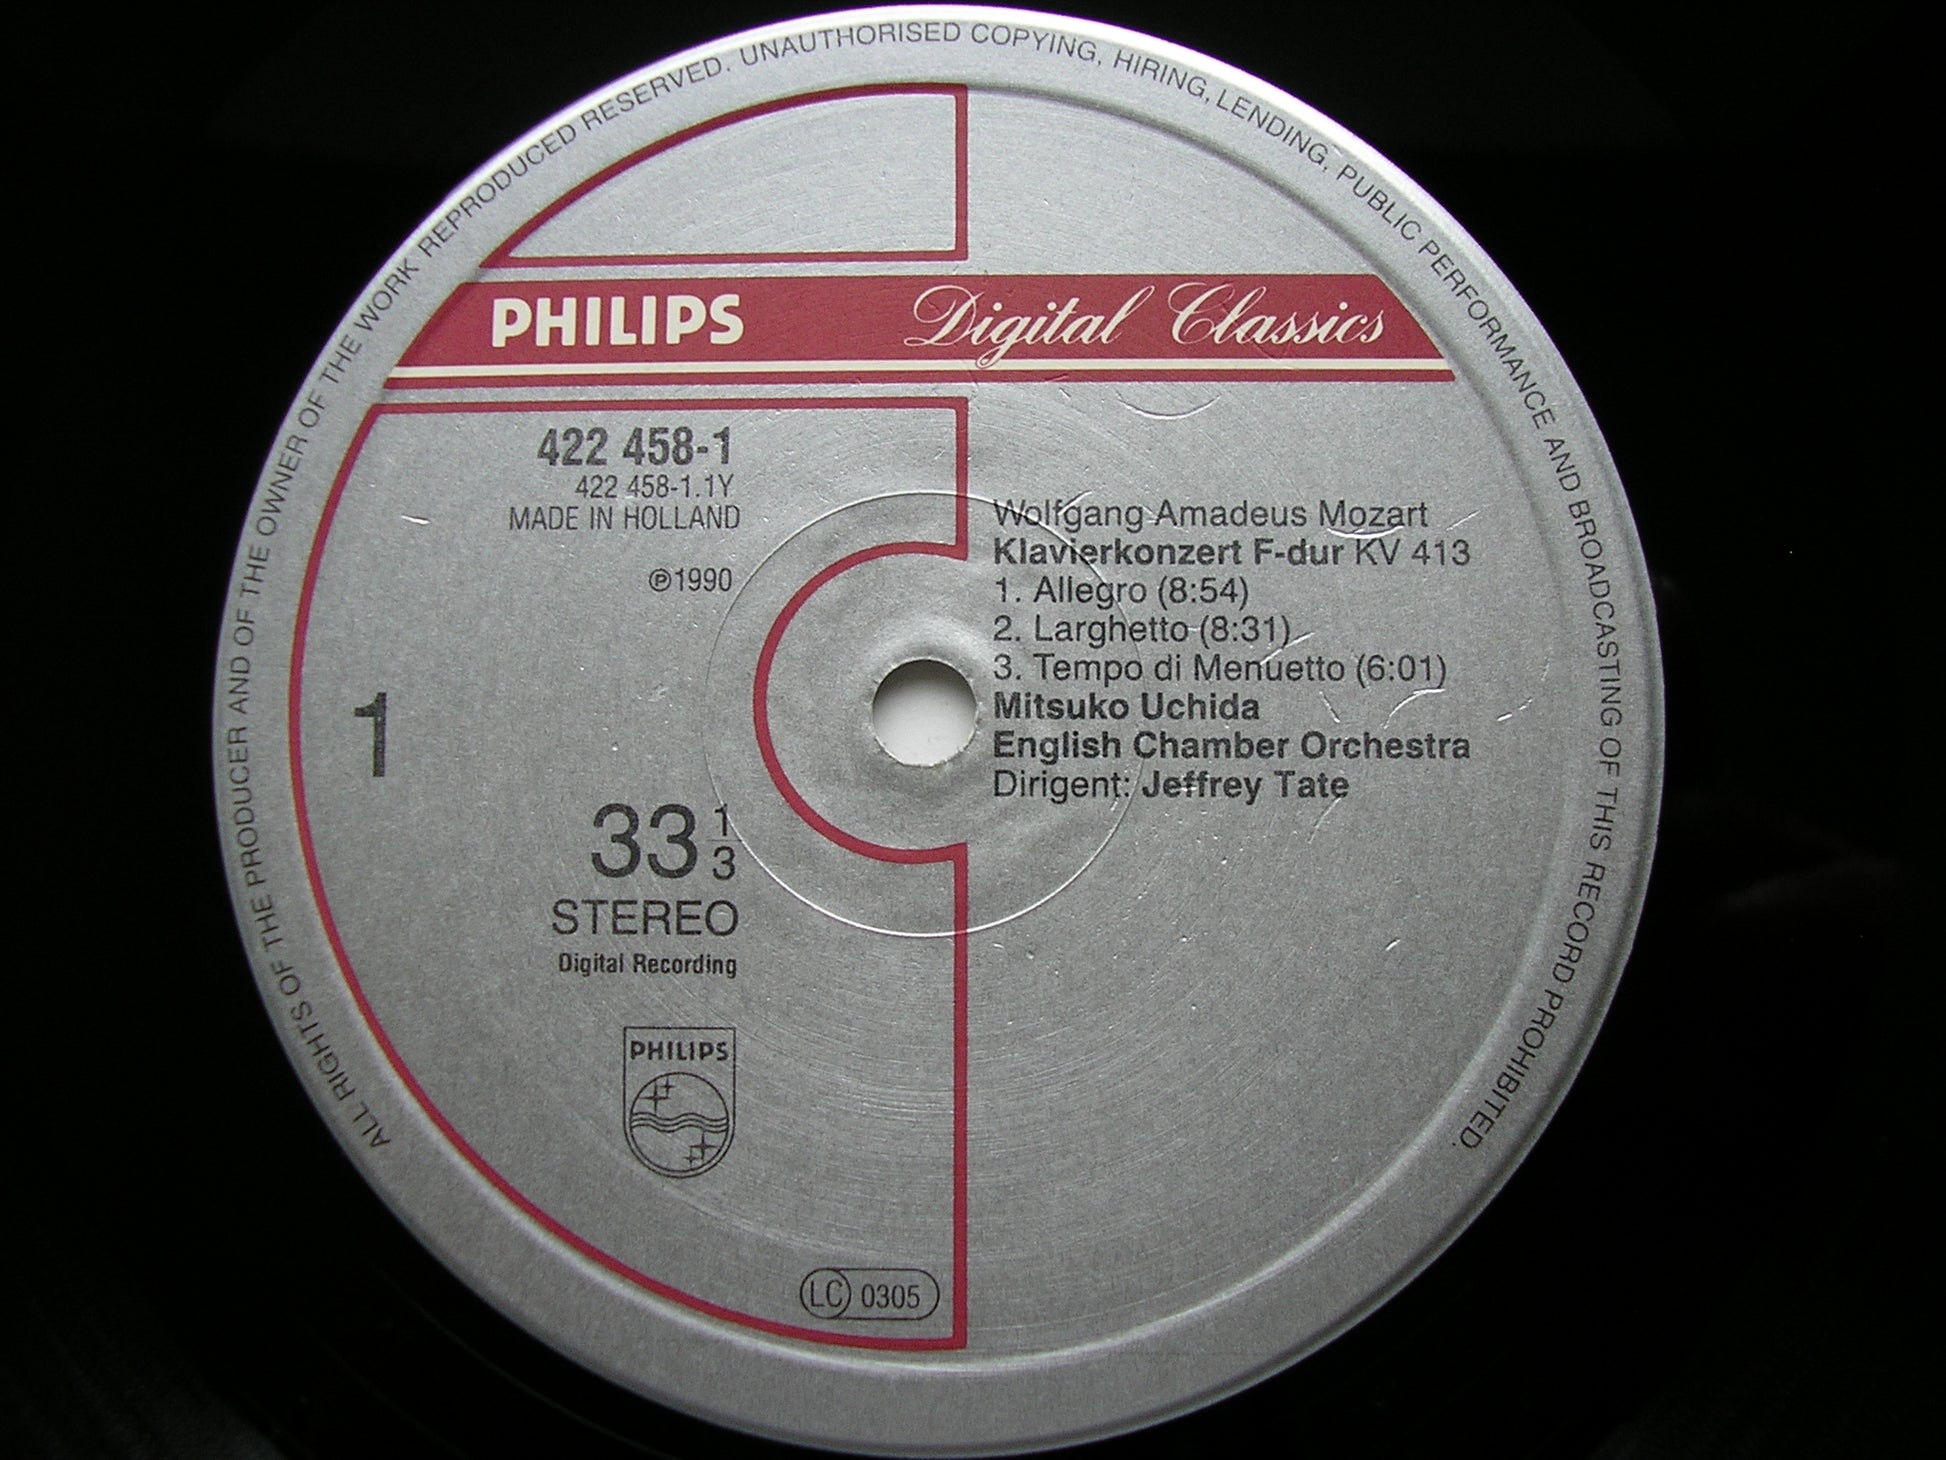 ALL RIGHTS OF THE PRODUCER AND OF THE OWNER OF THE WORK REPRODUCED RESERVED. UNAUTHORISED COPYING, HIRING, LENDING, PUBLIC PERFORMANCE AND BROADCASTING OF THIS RECORD PROHIBITED.
PHILIPS Digital Classics
422 458-1
422 458-1.1Y
MADE IN HOLLAND
℗1990
1
33 1/3
STEREO
Digital Recording
PHILIPS
LC 0305
Wolfgang Amadeus Mozart
Klavierkonzert F-dur KV 413
1. Allegro (8:54)
2. Larghetto (8:31)
3. Tempo di Menuetto (6:01)
Mitsuko Uchida
English Chamber Orchestra
Dirigent: Jeffrey Tate